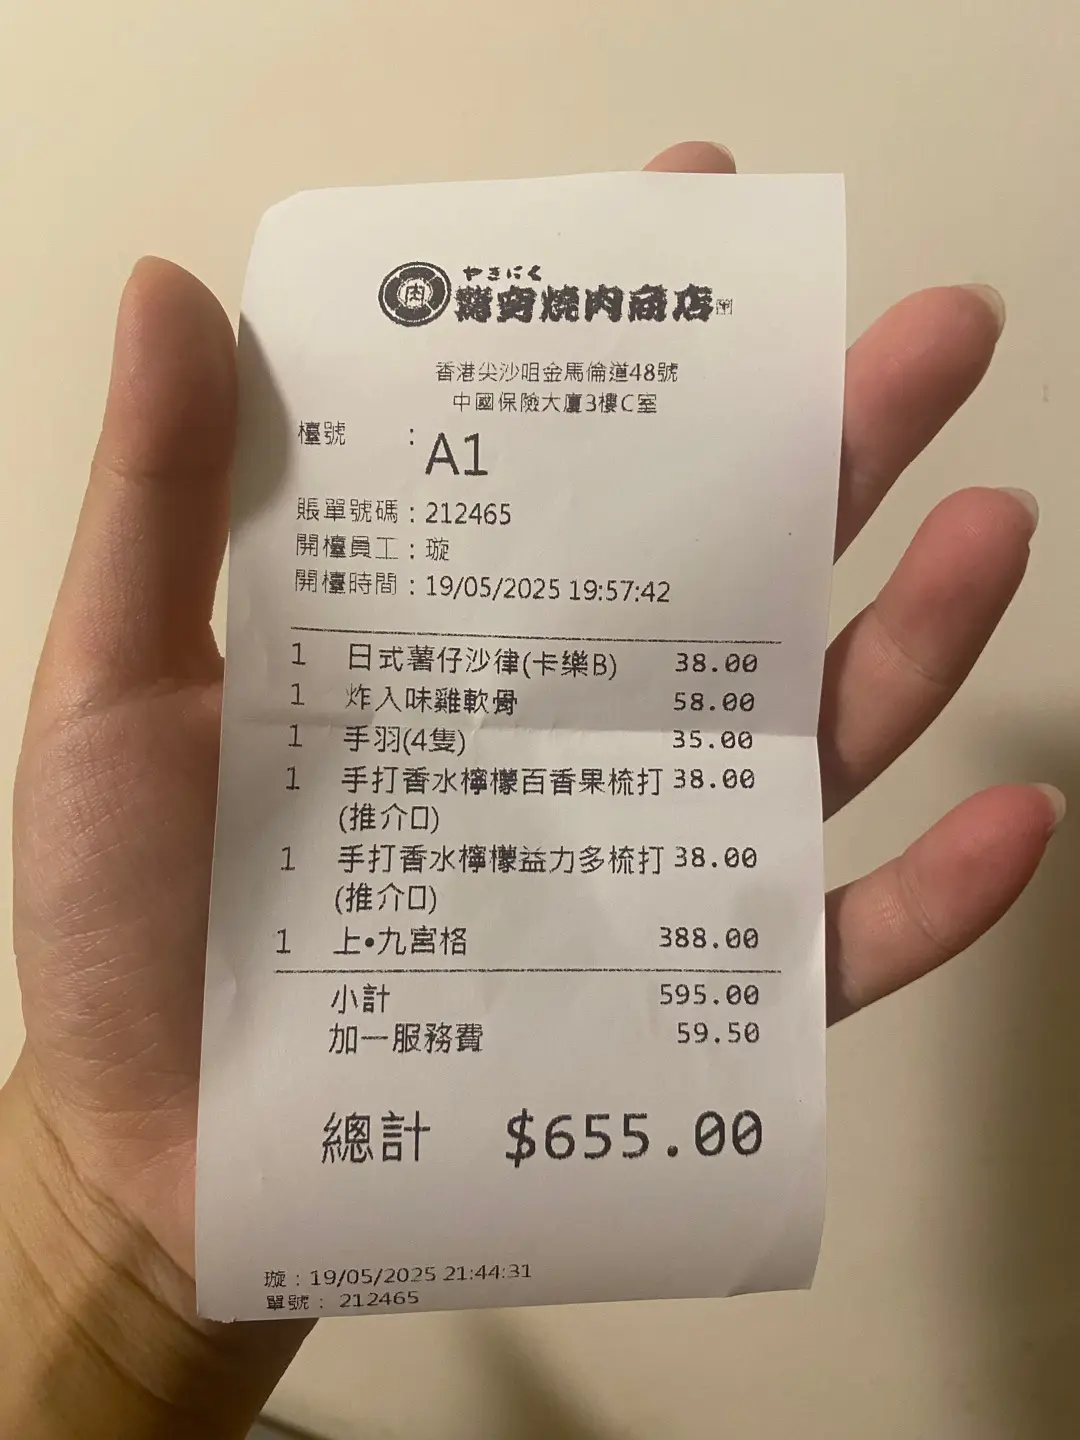 やきにく
燒肉商店
香港尖沙咀金馬倫道48號
中國保險大廈3樓C室
檯號 : A1
賬單號碼 : 212465
開檯員工 : 璇
開檯時間 : 19/05/2025 19:57:42
1 日式薯仔沙律(卡樂B) 38.00
1 炸入味雞軟骨 58.00
1 手羽(4隻) 35.00
1 手打香水檸檬百香果梳打 38.00
(推介口)
1 手打香水檸檬益力多梳打 38.00
(推介口)
1 上•九宮格 388.00
小計 595.00
加一服務費 59.50
總計 $655.00
璇 : 19/05/2025 21:44:31
單號 : 212465
肉